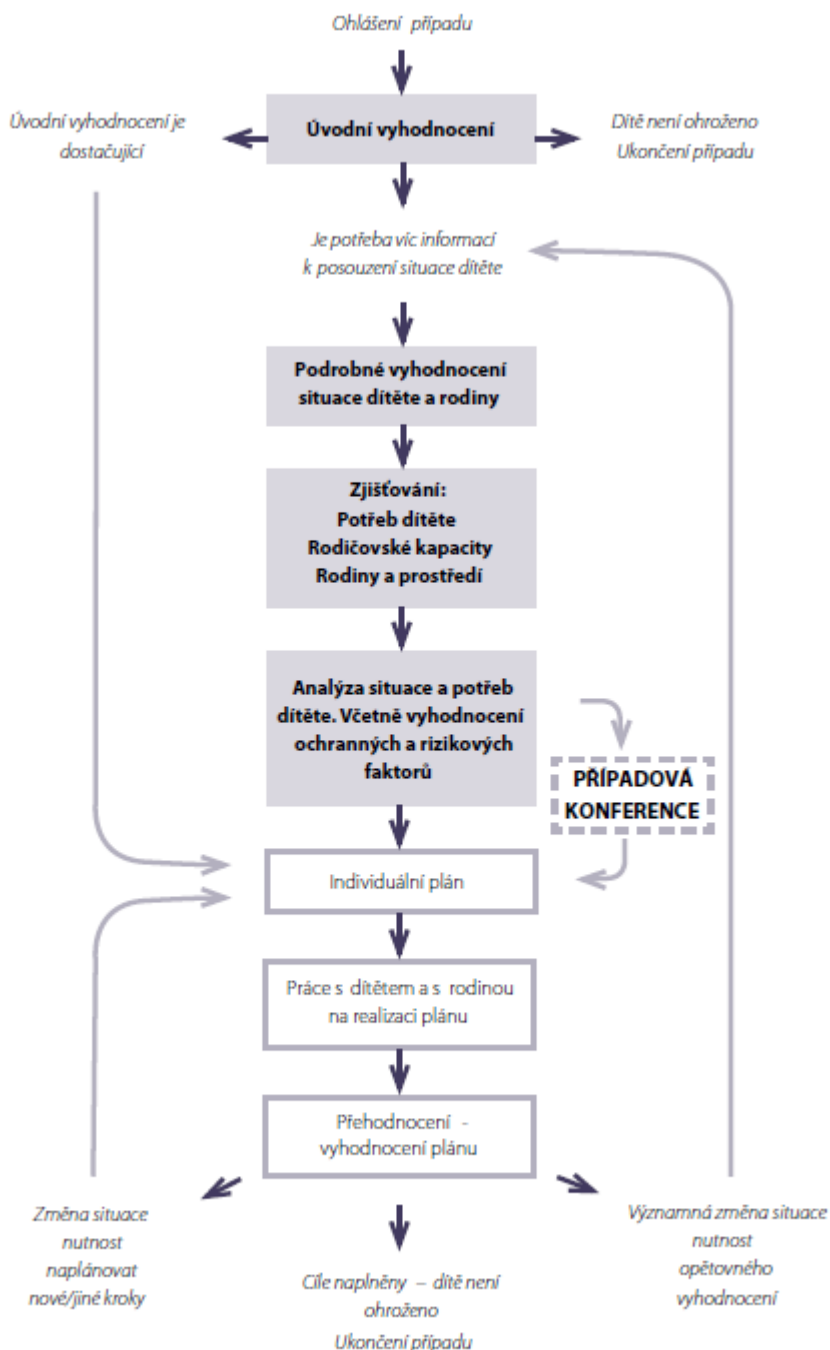 Ohlášení případu
Úvodní vyhodnocení je
dostačující
Úvodní vyhodnocení
Dítě není ohroženo
Ukončení případu
Je potřeba víc informací
k posouzení situace dítěte
Podrobné vyhodnocení
situace dítěte a rodiny
Zjišťování:
Potřeb dítěte
Rodičovské kapacity
Rodiny a prostředí
Analýza situace a potřeb
dítěte. Včetně vyhodnocení
ochranných a rizikových
faktorů
PŘÍPADOVÁ
KONFERENCE
Individuální plán
Práce s dítětem a s rodinou
na realizaci plánu
Přehodnocení -
vyhodnocení plánu
Změna situace
nutnost
naplánovat
nové/jiné kroky
Cíle naplněny – dítě není
ohroženo
Ukončení případu
Významná změna situace
nutnost
opětovného
vyhodnocení